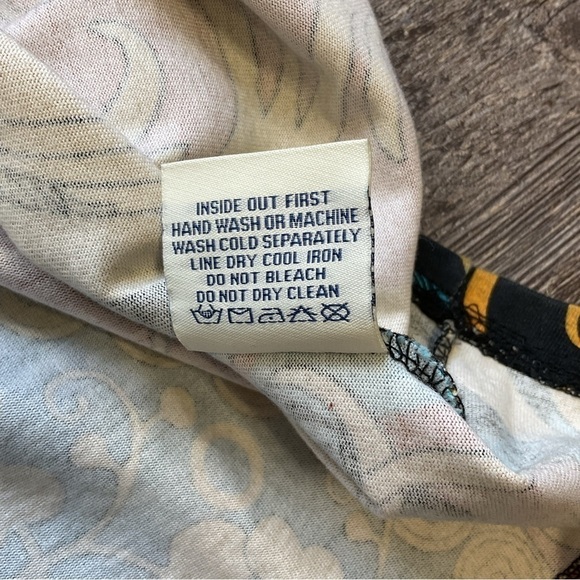 INSIDE OUT FIRST
HAND WASH OR MACHINE
WASH COLD SEPARATELY
LINE DRY COOL IRON
DO NOT BLEACH
DO NOT DRY CLEAN